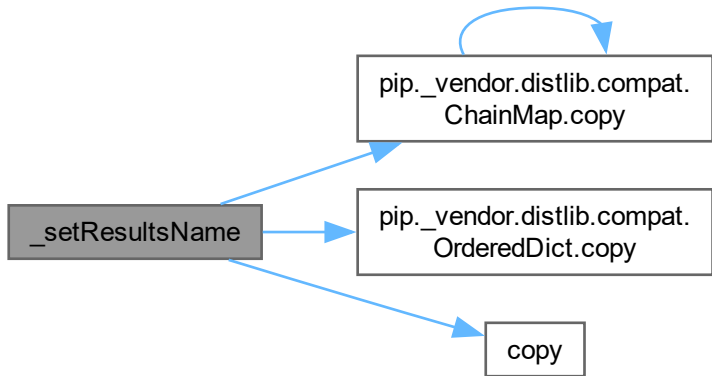 _setResultsName
pip._vendor.distlib.compat.
ChainMap.copy
pip._vendor.distlib.compat.
OrderedDict.copy
copy